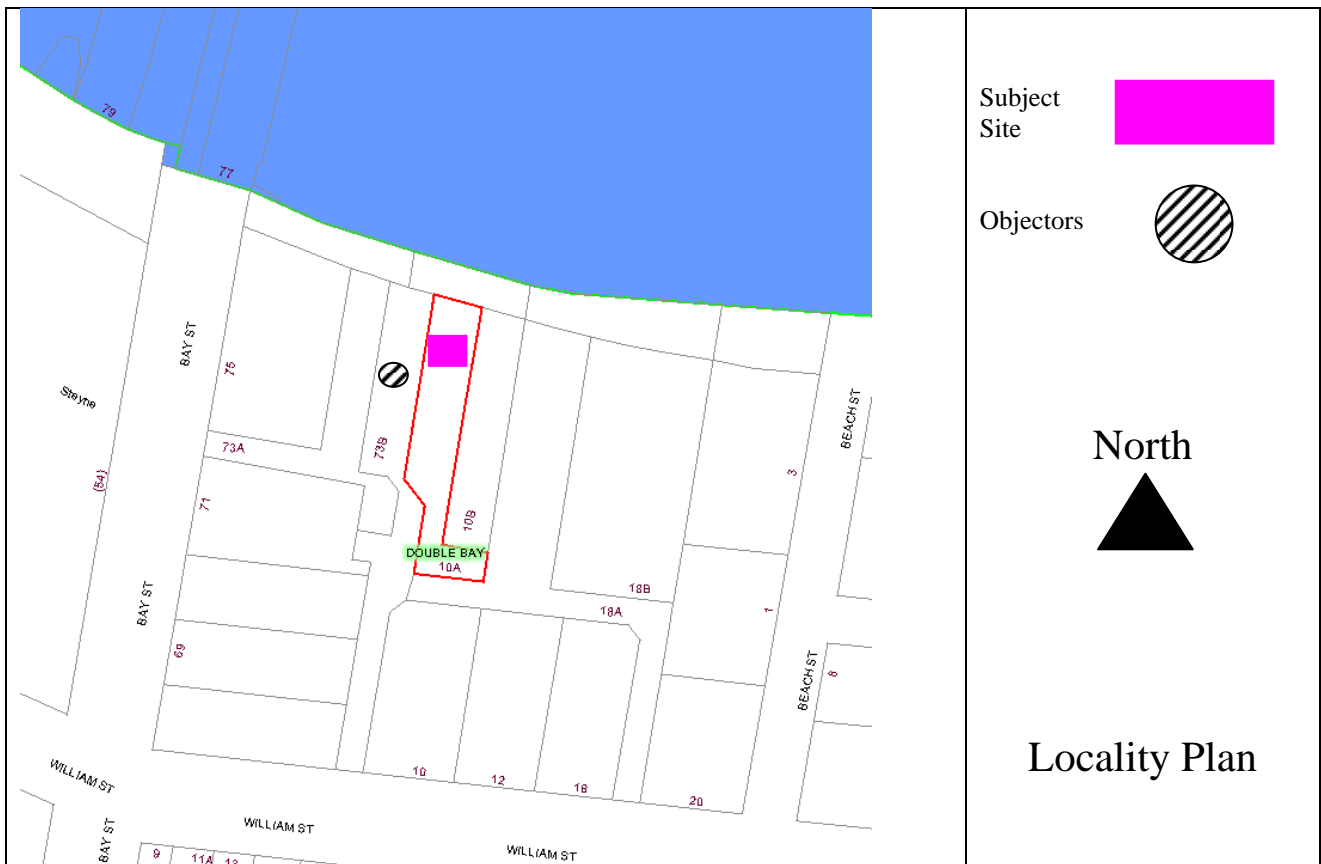 79
77
BAY ST
75
Steyne
73B
73A
(54)
71
10B
DOUBLE BAY
10A
BAY ST
69
18B
18A
3
1
BEACH ST
BEACH ST
8
WILLIAM ST
10
12
16
20
BAY ST
WILLIAM ST
WILLIAM ST
9
11A
13
Subject
Site
Objectors
North
Locality Plan